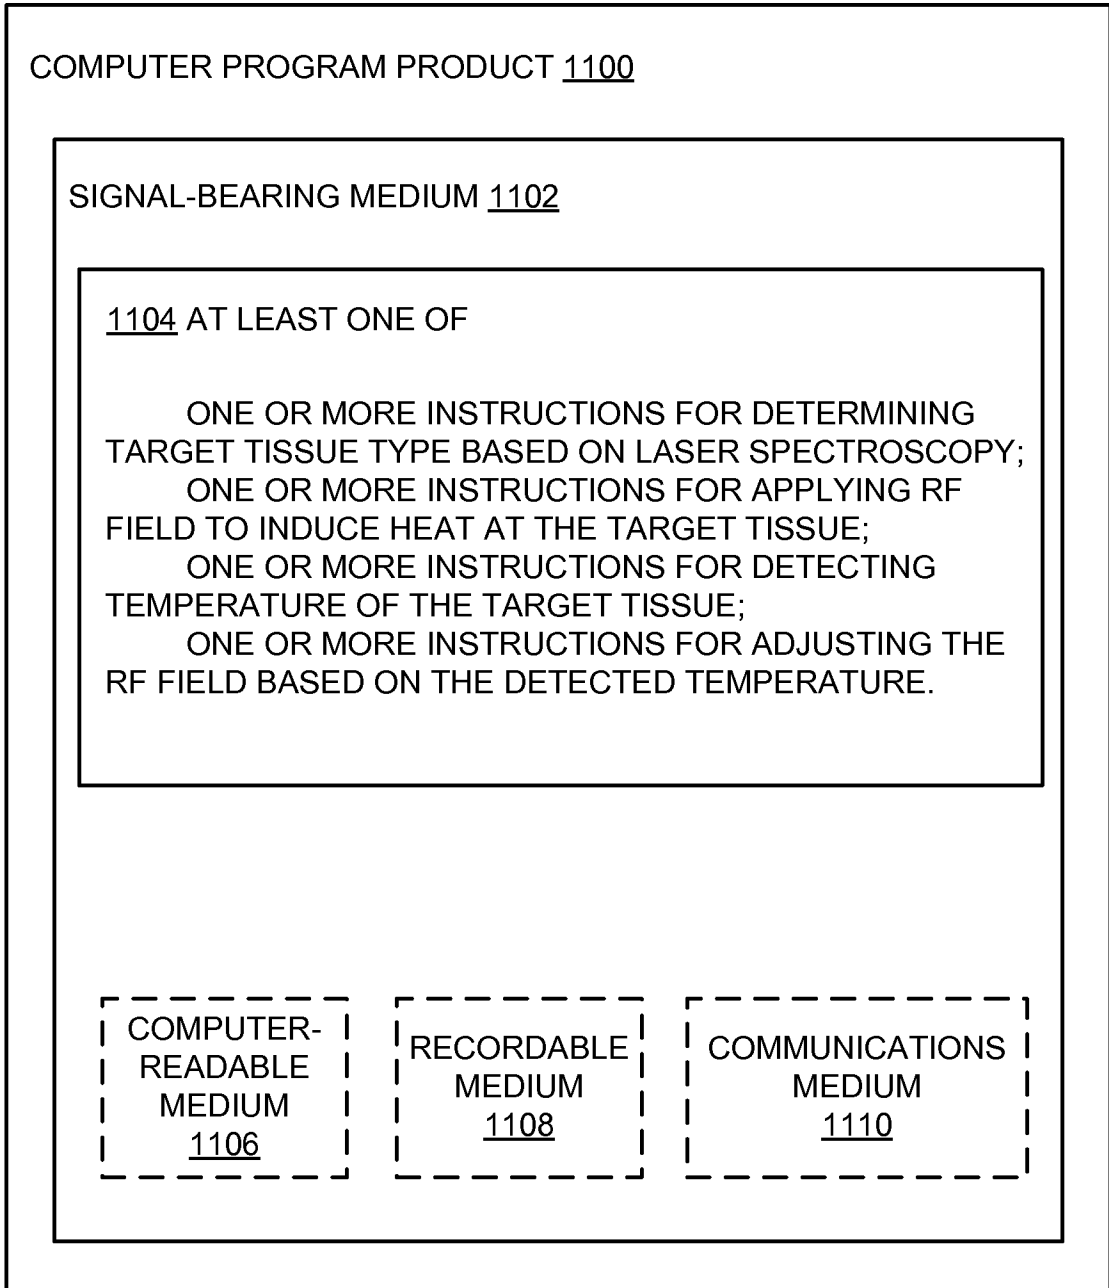 COMPUTER PROGRAM PRODUCT 1100
SIGNAL-BEARING MEDIUM 1102
1104 AT LEAST ONE OF
ONE OR MORE INSTRUCTIONS FOR DETERMINING
TARGET TISSUE TYPE BASED ON LASER SPECTROSCOPY;
ONE OR MORE INSTRUCTIONS FOR APPLYING RF
FIELD TO INDUCE HEAT AT THE TARGET TISSUE;
ONE OR MORE INSTRUCTIONS FOR DETECTING
TEMPERATURE OF THE TARGET TISSUE;
ONE OR MORE INSTRUCTIONS FOR ADJUSTING THE
RF FIELD BASED ON THE DETECTED TEMPERATURE.
COMPUTER-
READABLE
MEDIUM
1106
RECORDABLE
MEDIUM
1108
COMMUNICATIONS
MEDIUM
1110